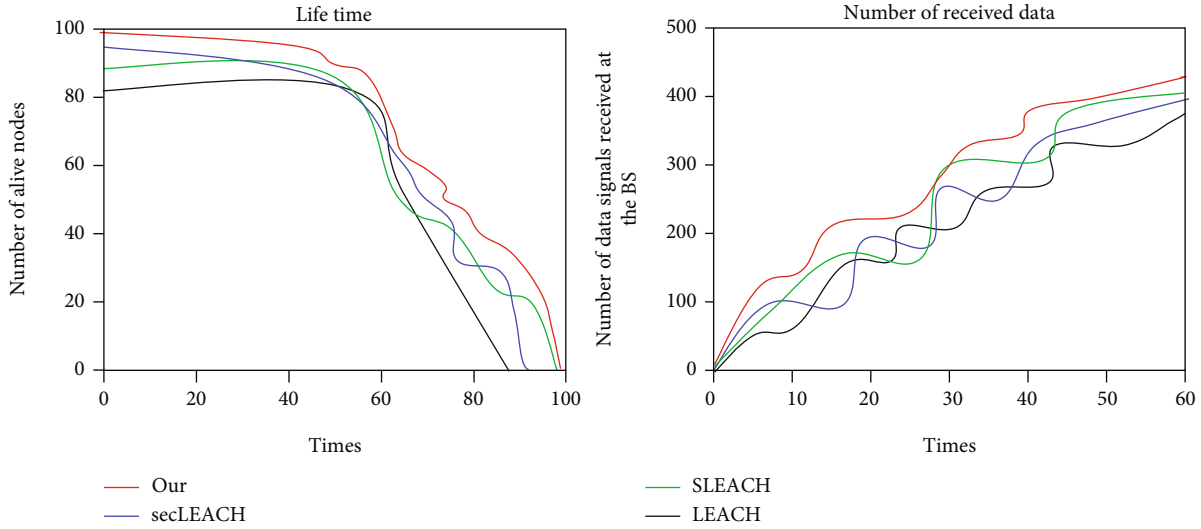 Life time
100
80
60
40
20
0
Number of alive nodes
0 20 40 60 80 100
Times
Number of received data
500
400
300
200
100
0
Number of data signals received at
the BS
0 10 20 30 40 50 60
Times
Our
secLEACH
SLEACH
LEACH